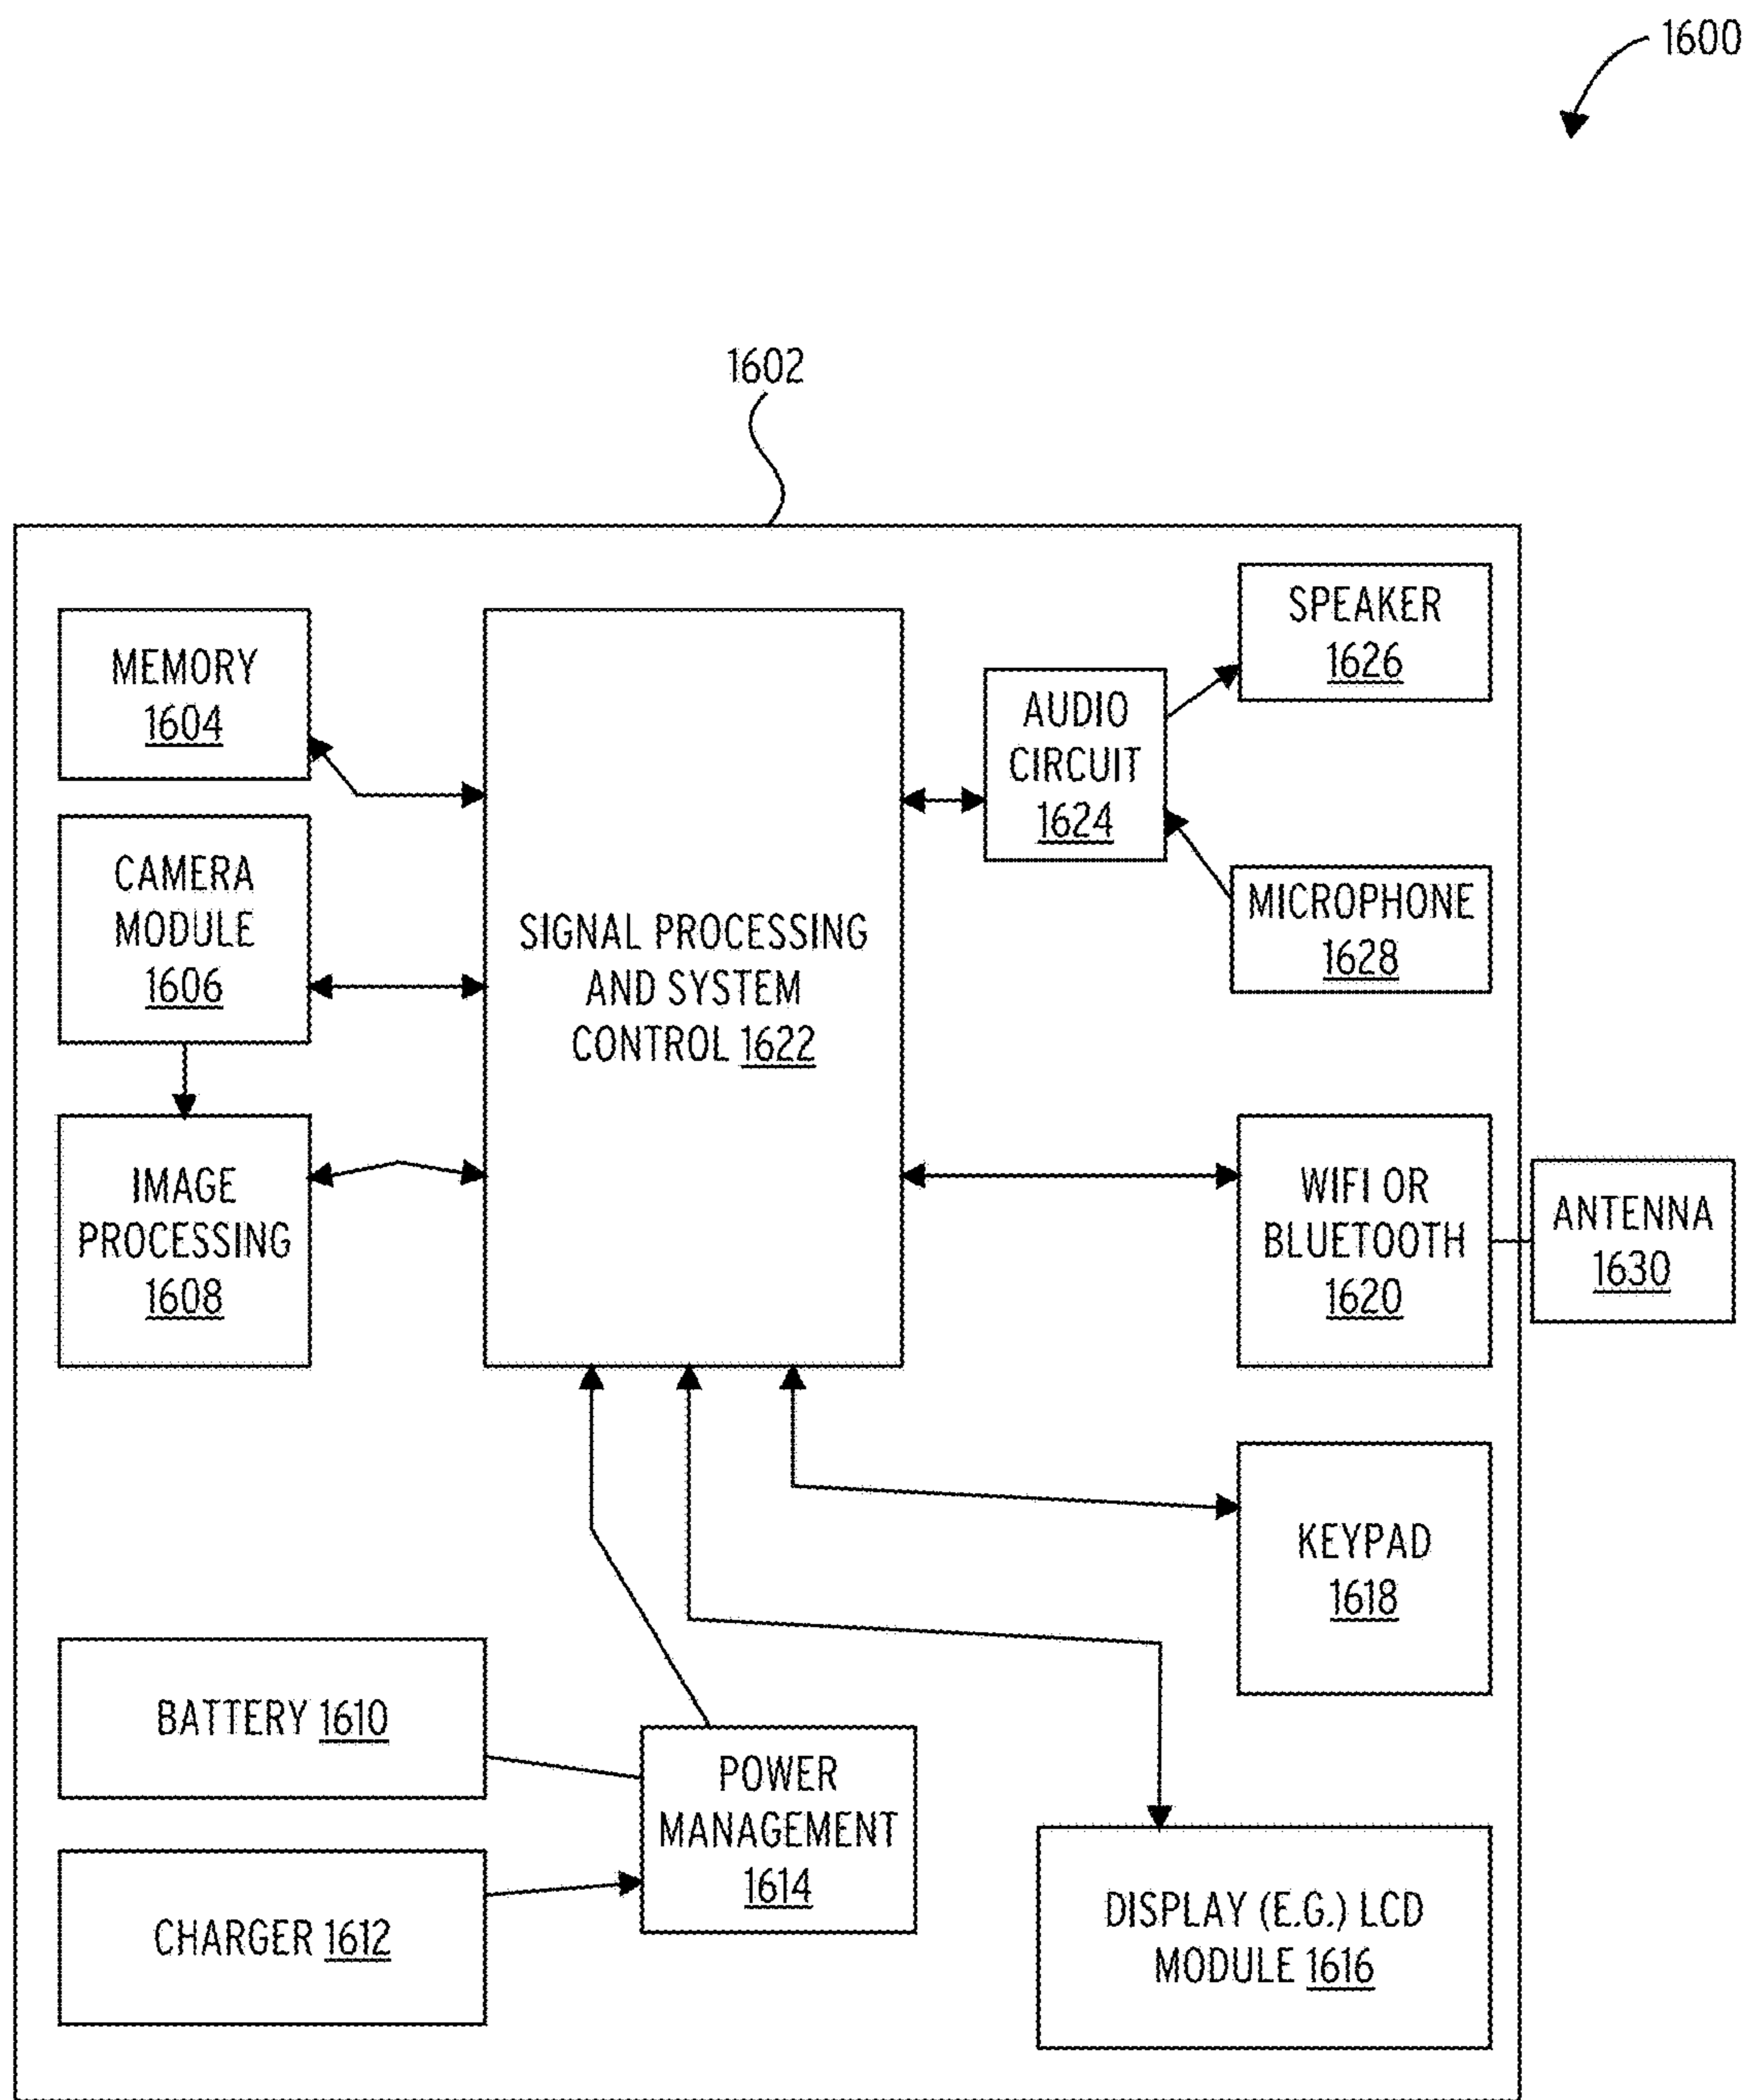 1600
1602
MEMORY
1604
CAMERA
MODULE
1606
IMAGE
PROCESSING
1608
SIGNAL PROCESSING
AND SYSTEM
CONTROL 1622
AUDIO
CIRCUIT
1624
SPEAKER
1626
MICROPHONE
1628
WIFI OR
BLUETOOTH
1620
ANTENNA
1630
KEYPAD
1618
BATTERY 1610
CHARGER 1612
POWER
MANAGEMENT
1614
DISPLAY (E.G.) LCD
MODULE 1616